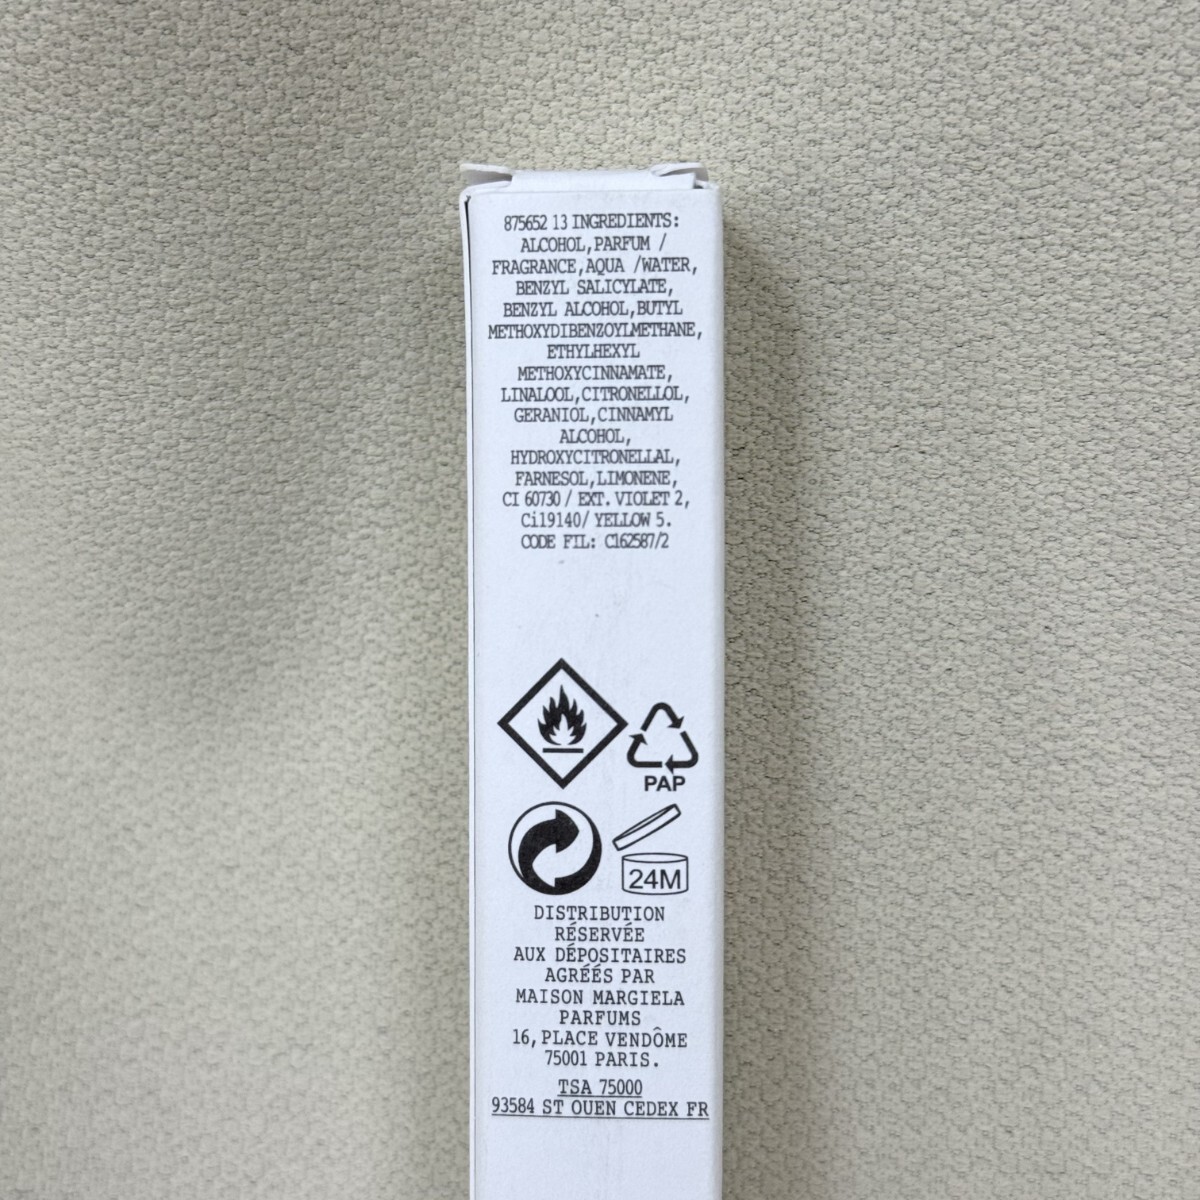 875652 13 INGREDIENTS:
ALCOHOL,PARFUM /
FRAGRANCE,AQUA /WATER,
BENZYL SALICYLATE,
BENZYL ALCOHOL,BUTYL
METHOXYDIBENZOYLMETHANE,
ETHYLHEXYL
METHOXYCINNAMATE,
LINALOOL,CITRONELLOL,
GERANIOL,CINNAMYL
ALCOHOL,
HYDROXYCITRONELLAL,
FARNESOL,LIMONENE,
CI 60730 / EXT. VIOLET 2,
Ci19140/ YELLOW 5.
CODE FIL: C162587/2
PAP
24M
DISTRIBUTION
RÉSERVÉE
AUX DÉPOSITAIRES
AGRÉÉS PAR
MAISON MARGIELA
PARFUMS
16, PLACE VENDÔME
75001 PARIS.
TSA 75000
93584 ST OUEN CEDEX FR